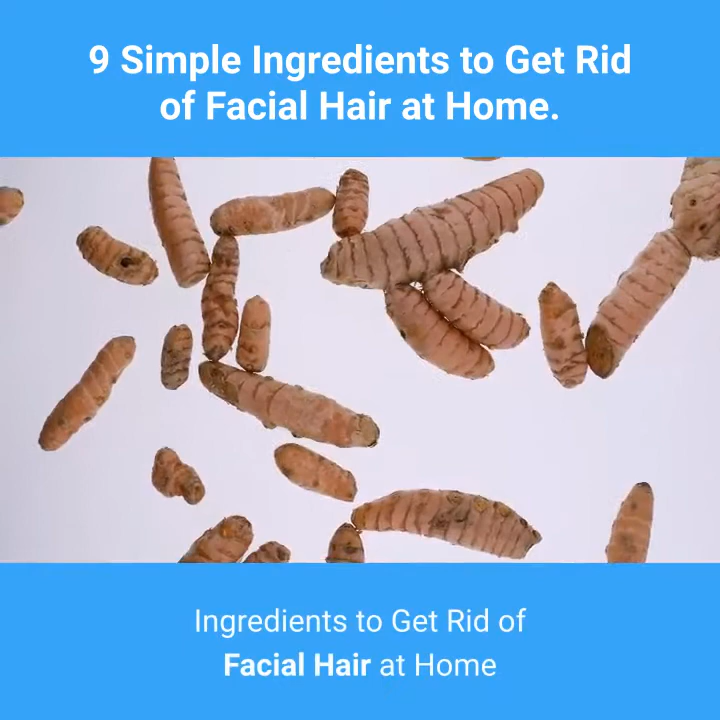 9 Simple Ingredients to Get Rid
of Facial Hair at Home.
Ingredients to Get Rid of
Facial Hair at Home